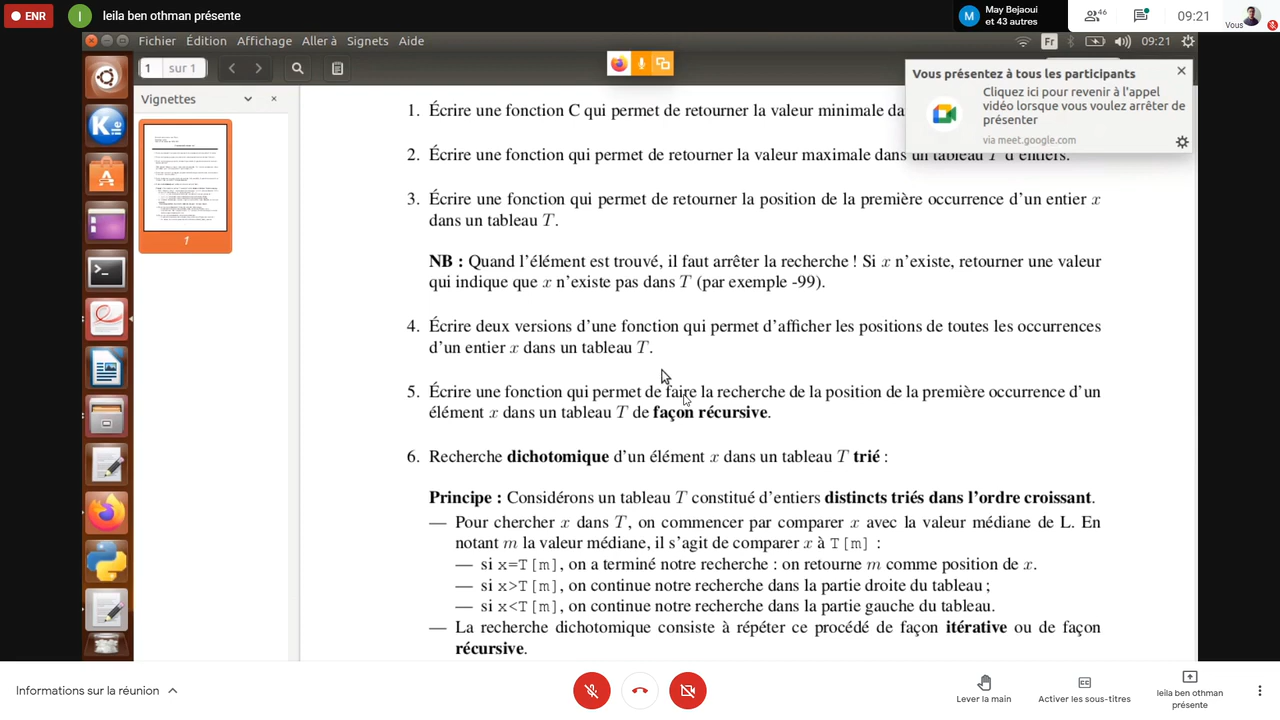 ENR
I
leila ben othman présente
M
May Bejaoui
et 43 autres
46
09:21
Vous
Fichier Édition Affichage Aller à Signets Aide
Fr
09:21
1 sur 1
Vignettes
1
Vous présentez à tous les participants
Cliquez ici pour revenir à l'appel
vidéo lorsque vous voulez arrêter de
présenter
via meet.google.com
1. Écrire une fonction C qui permet de retourner la valeur minimale
2. Écrire une fonction qui permet de retourner la valeur maximale dans un tableau T d'entiers.
3. Écrire une fonction qui permet de retourner la position de la première occurrence d'un entier x
dans un tableau T.
NB : Quand l'élément est trouvé, il faut arrêter la recherche ! Si x n'existe, retourner une valeur
qui indique que x n'existe pas dans T (par exemple -99).
4. Écrire deux versions d'une fonction qui permet d'afficher les positions de toutes les occurrences
d'un entier x dans un tableau T.
5. Écrire une fonction qui permet de faire la recherche de la position de la première occurrence d'un
élément x dans un tableau T de façon récursive.
6. Recherche dichotomique d'un élément x dans un tableau T trié :
Principe : Considérons un tableau T constitué d'entiers distincts triés dans l'ordre croissant.
— Pour chercher x dans T, on commencer par comparer x avec la valeur médiane de L. En
notant m la valeur médiane, il s'agit de comparer x à T[m] :
— si x=T[m], on a terminé notre recherche : on retourne m comme position de x.
— si x>T[m], on continue notre recherche dans la partie droite du tableau ;
— si x<T[m], on continue notre recherche dans la partie gauche du tableau.
— La recherche dichotomique consiste à répéter ce procédé de façon itérative ou de façon
récursive.
Informations sur la réunion
Lever la main
Activer les sous-titres
leila ben othman
présente